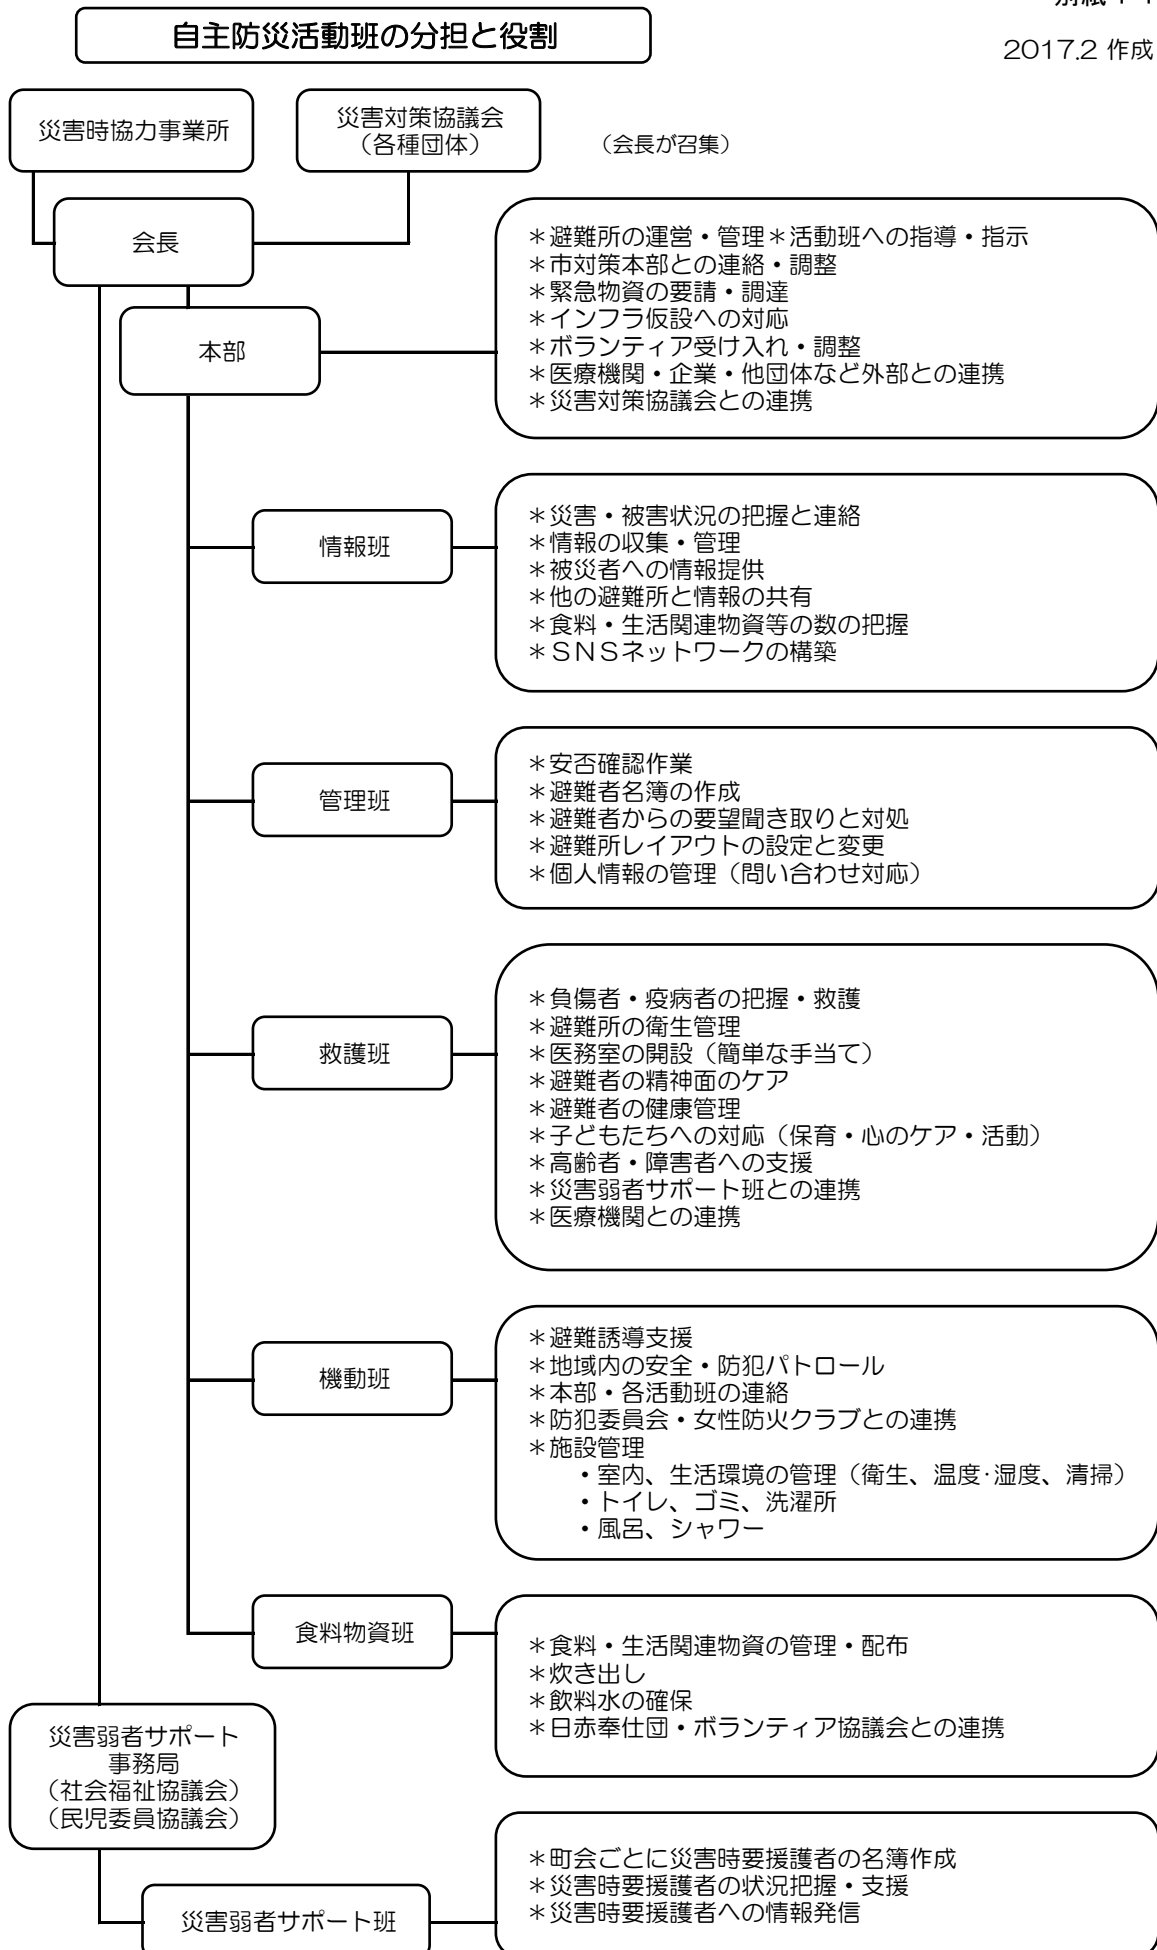 自主防災活動班の分担と役割
2017.2 作成
災害時協力事業所
災害対策協議会
（各種団体）
（会長が召集）
会長
本部
＊避難所の運営・管理＊活動班への指導・指示
＊市対策本部との連絡・調整
＊緊急物資の要請・調達
＊インフラ仮設への対応
＊ボランティア受け入れ・調整
＊医療機関・企業・他団体など外部との連携
＊災害対策協議会との連携
情報班
＊災害・被害状況の把握と連絡
＊情報の収集・管理
＊被災者への情報提供
＊他の避難所と情報の共有
＊食料・生活関連物資等の数の把握
＊ＳＮＳネットワークの構築
管理班
＊安否確認作業
＊避難者名簿の作成
＊避難者からの要望聞き取りと対処
＊避難所レイアウトの設定と変更
＊個人情報の管理（問い合わせ対応）
救護班
＊負傷者・疫病者の把握・救護
＊避難所の衛生管理
＊医務室の開設（簡単な手当て）
＊避難者の精神面のケア
＊避難者の健康管理
＊子どもたちへの対応（保育・心のケア・活動）
＊高齢者・障害者への支援
＊災害弱者サポート班との連携
＊医療機関との連携
機動班
＊避難誘導支援
＊地域内の安全・防犯パトロール
＊本部・各活動班の連絡
＊防犯委員会・女性防火クラブとの連携
＊施設管理
・室内、生活環境の管理（衛生、温度･湿度、清掃）
・トイレ、ゴミ、洗濯所
・風呂、シャワー
食料物資班
＊食料・生活関連物資の管理・配布
＊炊き出し
＊飲料水の確保
＊日赤奉仕団・ボランティア協議会との連携
災害弱者サポート
事務局
（社会福祉協議会）
（民児委員協議会）
災害弱者サポート班
＊町会ごとに災害時要援護者の名簿作成
＊災害時要援護者の状況把握・支援
＊災害時要援護者への情報発信